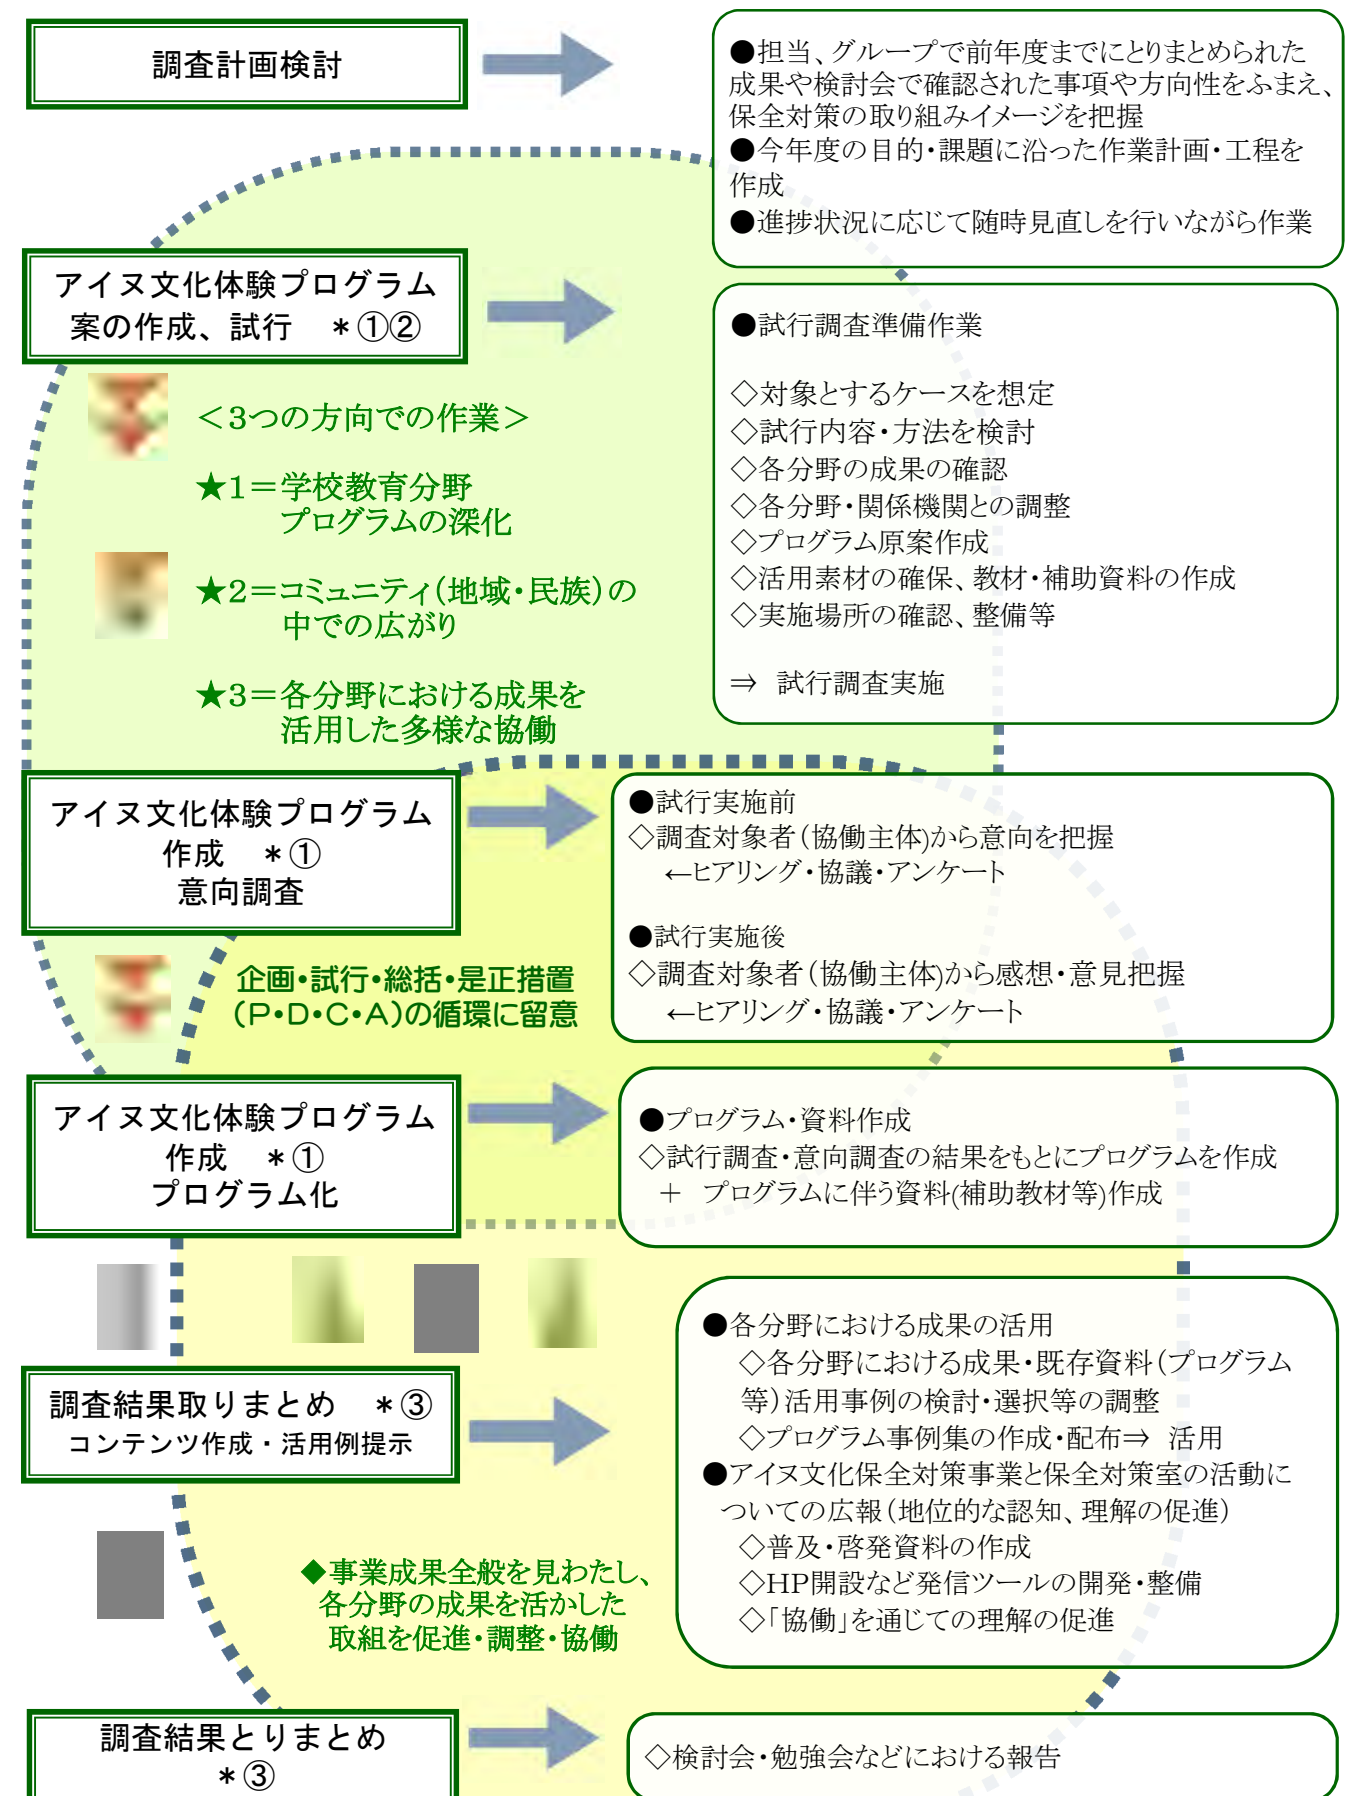 調査計画検討
●担当、グループで前年度までにとりまとめられた
成果や検討会で確認された事項や方向性をふまえ、
保全対策の取り組みイメージを把握
●今年度の目的・課題に沿った作業計画・工程を
作成
●進捗状況に応じて随時見直しを行いながら作業
アイヌ文化体験プログラム
案の作成、試行　＊①②
●試行調査準備作業
◇対象とするケースを想定
◇試行内容・方法を検討
◇各分野の成果の確認
◇各分野・関係機関との調整
◇プログラム原案作成
◇活用素材の確保、教材・補助資料の作成
◇実施場所の確認、整備等
⇒　試行調査実施
＜3つの方向での作業＞
★1＝学校教育分野
プログラムの深化
★2＝コミュニティ(地域・民族)の
中での広がり
★3＝各分野における成果を
活用した多様な協働
アイヌ文化体験プログラム
作成　＊①
意向調査
●試行実施前
◇調査対象者(協働主体)から意向を把握
←ヒアリング・協議・アンケート
●試行実施後
◇調査対象者(協働主体)から感想・意見把握
←ヒアリング・協議・アンケート
企画・試行・総括・是正措置
(P・D・C・A)の循環に留意
アイヌ文化体験プログラム
作成　＊①
プログラム化
●プログラム・資料作成
◇試行調査・意向調査の結果をもとにプログラムを作成
＋　プログラムに伴う資料(補助教材等)作成
調査結果取りまとめ　＊③
コンテンツ作成・活用例提示
●各分野における成果の活用
◇各分野における成果・既存資料(プログラム
等)活用事例の検討・選択等の調整
◇プログラム事例集の作成・配布⇒　活用
●アイヌ文化保全対策事業と保全対策室の活動に
ついての広報(地位的な認知、理解の促進)
◇普及・啓発資料の作成
◇HP開設など発信ツールの開発・整備
◇「協働」を通じての理解の促進
◆事業成果全般を見わたし、
各分野の成果を活かした
取組を促進・調整・協働
調査結果とりまとめ
＊③
◇検討会・勉強会などにおける報告